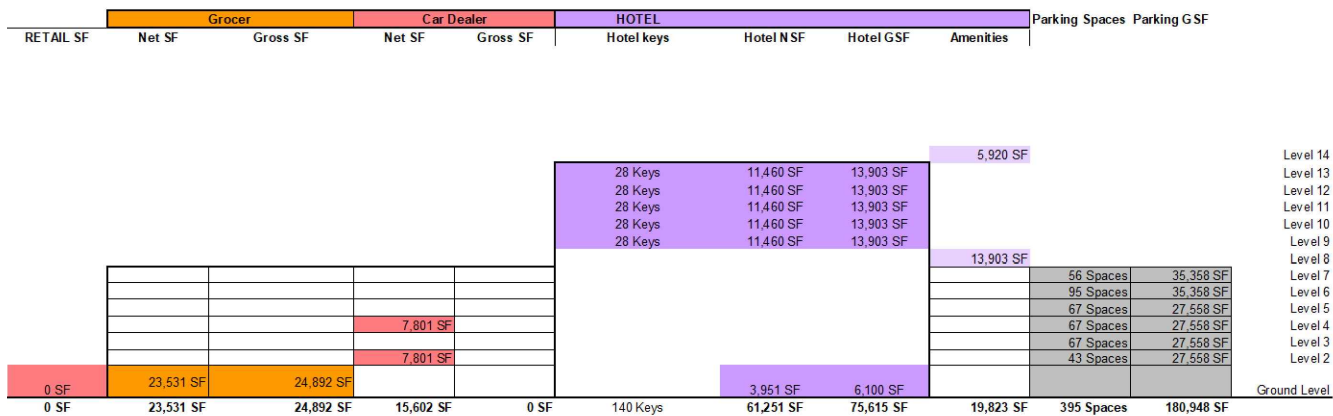 Grocer Car Dealer HOTEL Parking Spaces Parking GSF
RETAIL SF Net SF Gross SF Net SF Gross SF Hotel keys Hotel NSF Hotel GSF Amenities
5,920 SF Level 14
28 Keys 11,460 SF 13,903 SF Level 13
28 Keys 11,460 SF 13,903 SF Level 12
28 Keys 11,460 SF 13,903 SF Level 11
28 Keys 11,460 SF 13,903 SF Level 10
28 Keys 11,460 SF 13,903 SF Level 9
13,903 SF Level 8
56 Spaces 35,358 SF Level 7
95 Spaces 35,358 SF Level 6
67 Spaces 27,558 SF Level 5
7,801 SF 67 Spaces 27,558 SF Level 4
67 Spaces 27,558 SF Level 3
7,801 SF 43 Spaces 27,558 SF Level 2
0 SF 23,531 SF 24,892 SF 3,951 SF 6,100 SF Ground Level
0 SF 23,531 SF 24,892 SF 15,602 SF 0 SF 140 Keys 61,251 SF 75,615 SF 19,823 SF 395 Spaces 180,948 SF